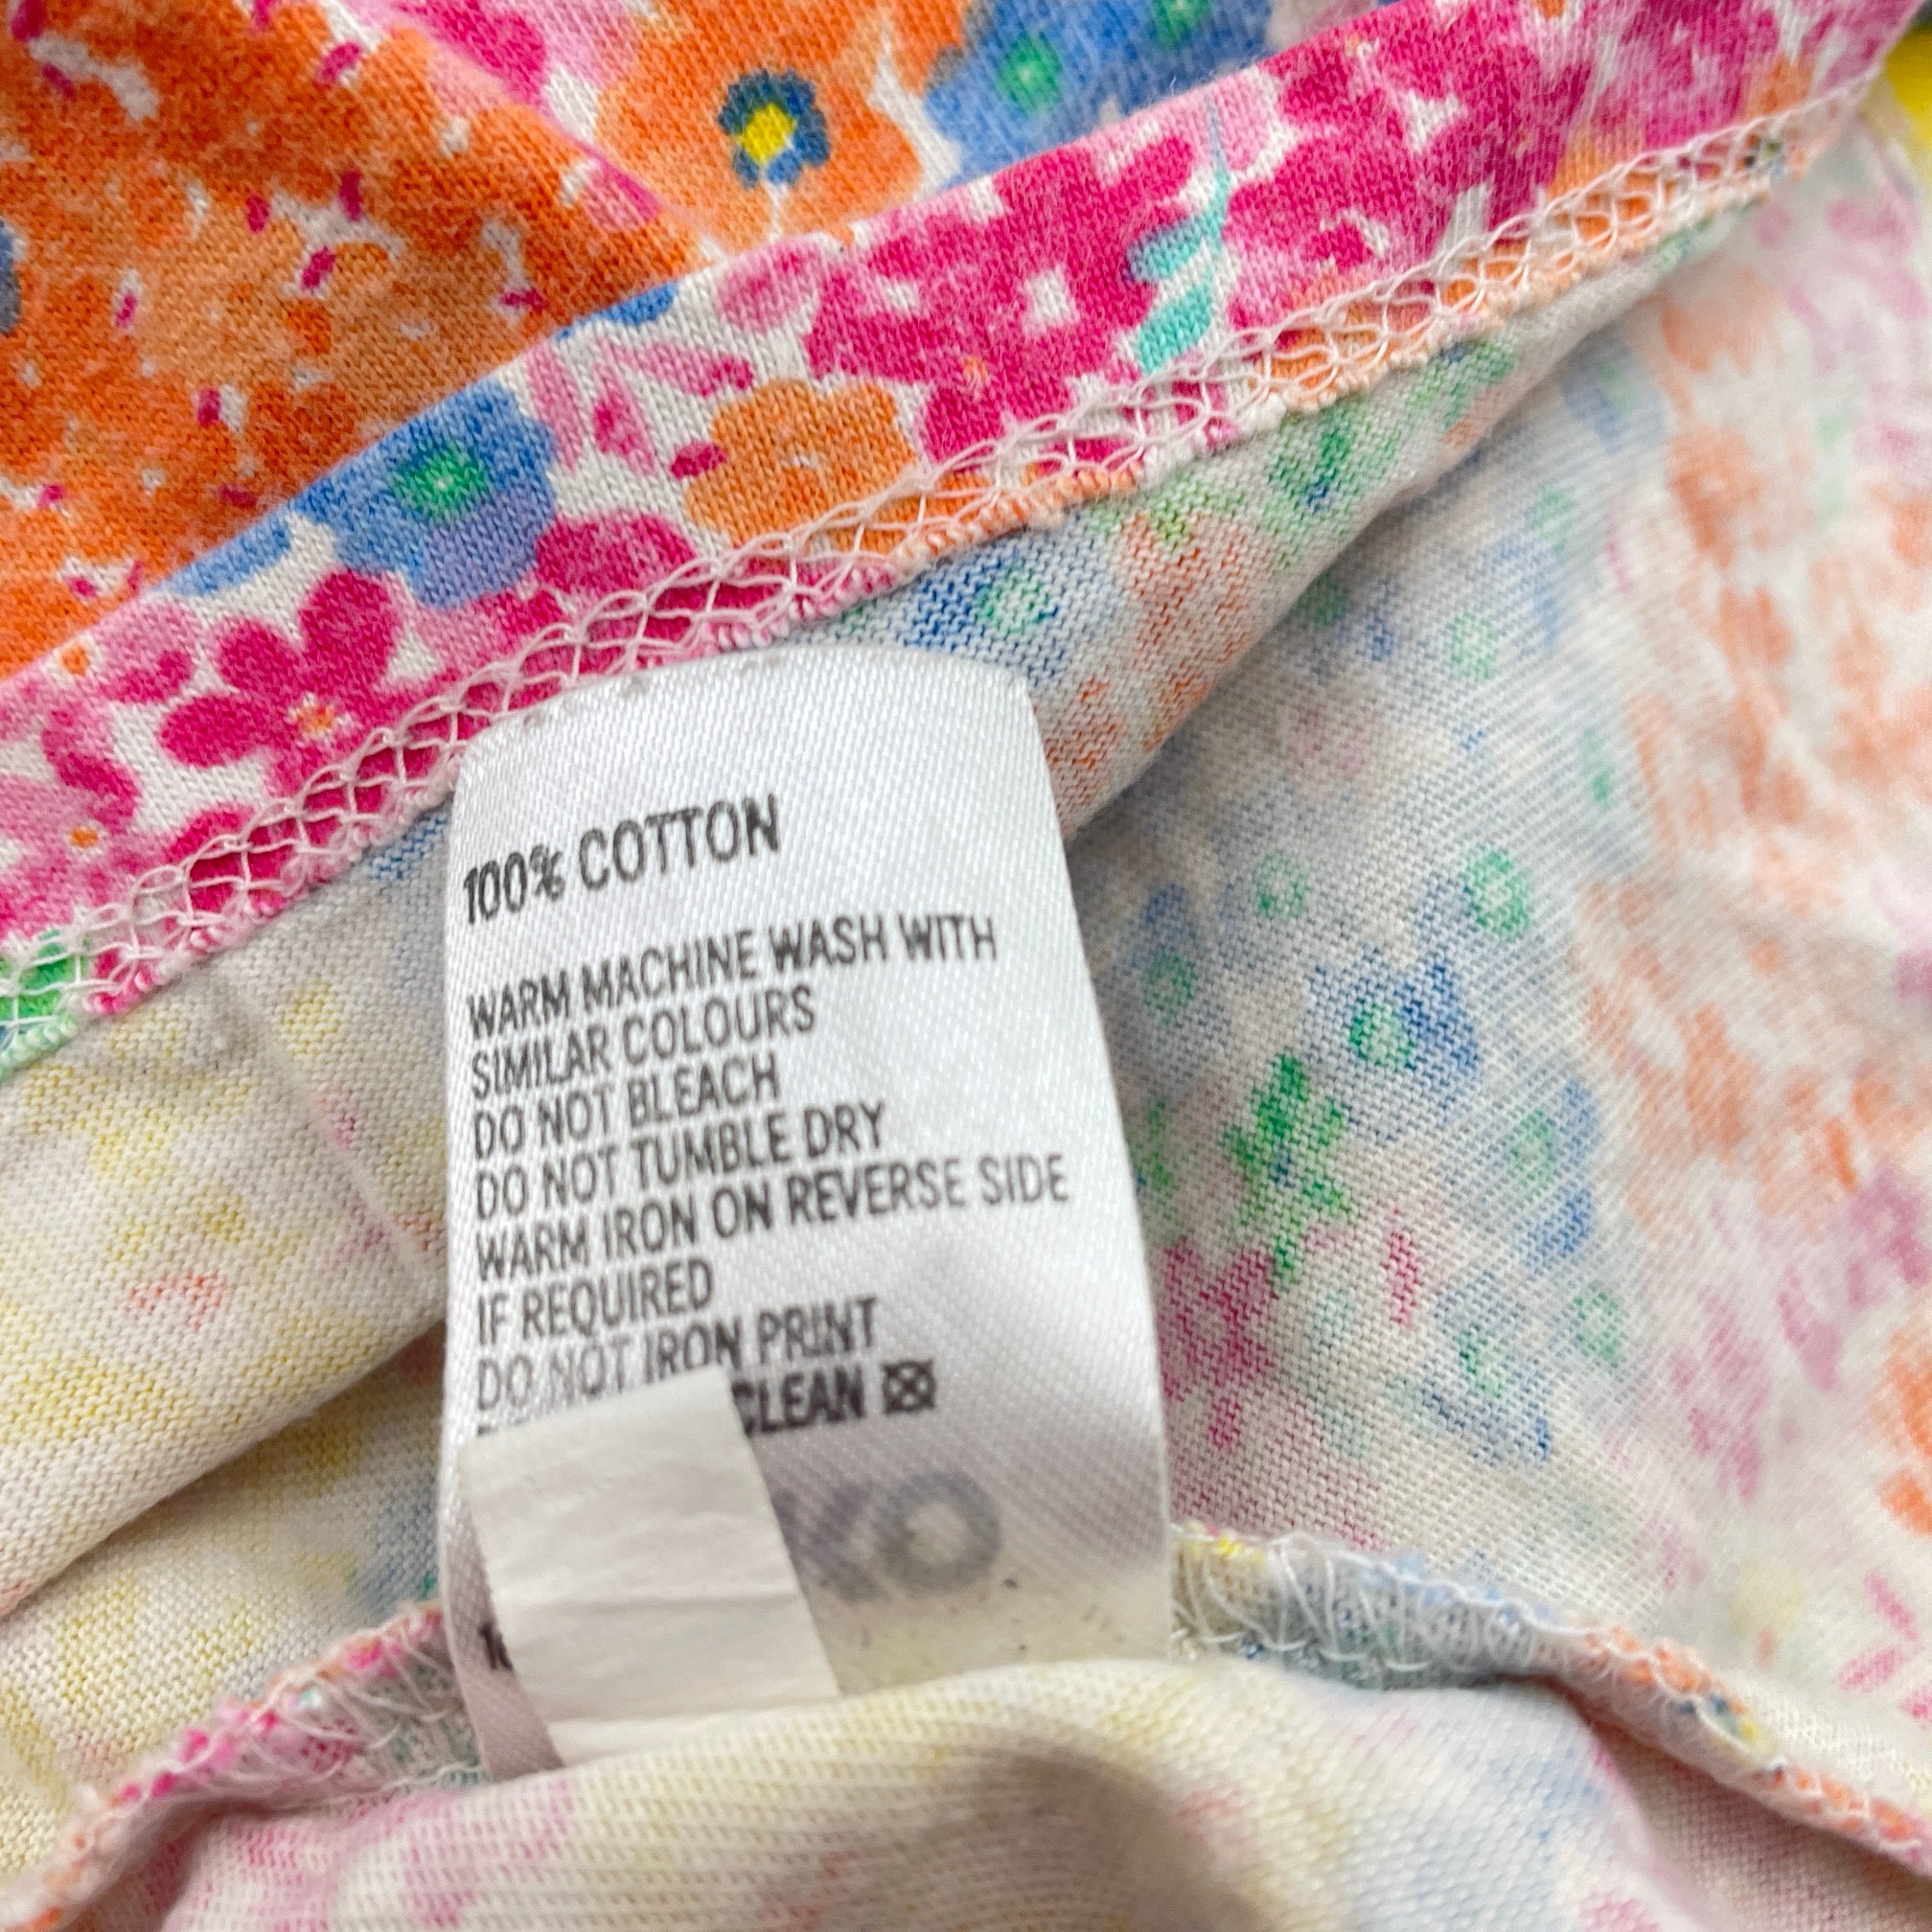 100% COTTON
WARM MACHINE WASH WITH
SIMILAR COLOURS
DO NOT BLEACH
DO NOT TUMBLE DRY
WARM IRON ON REVERSE SIDE
IF REQUIRED
DO NOT IRON PRINT
CLEAN